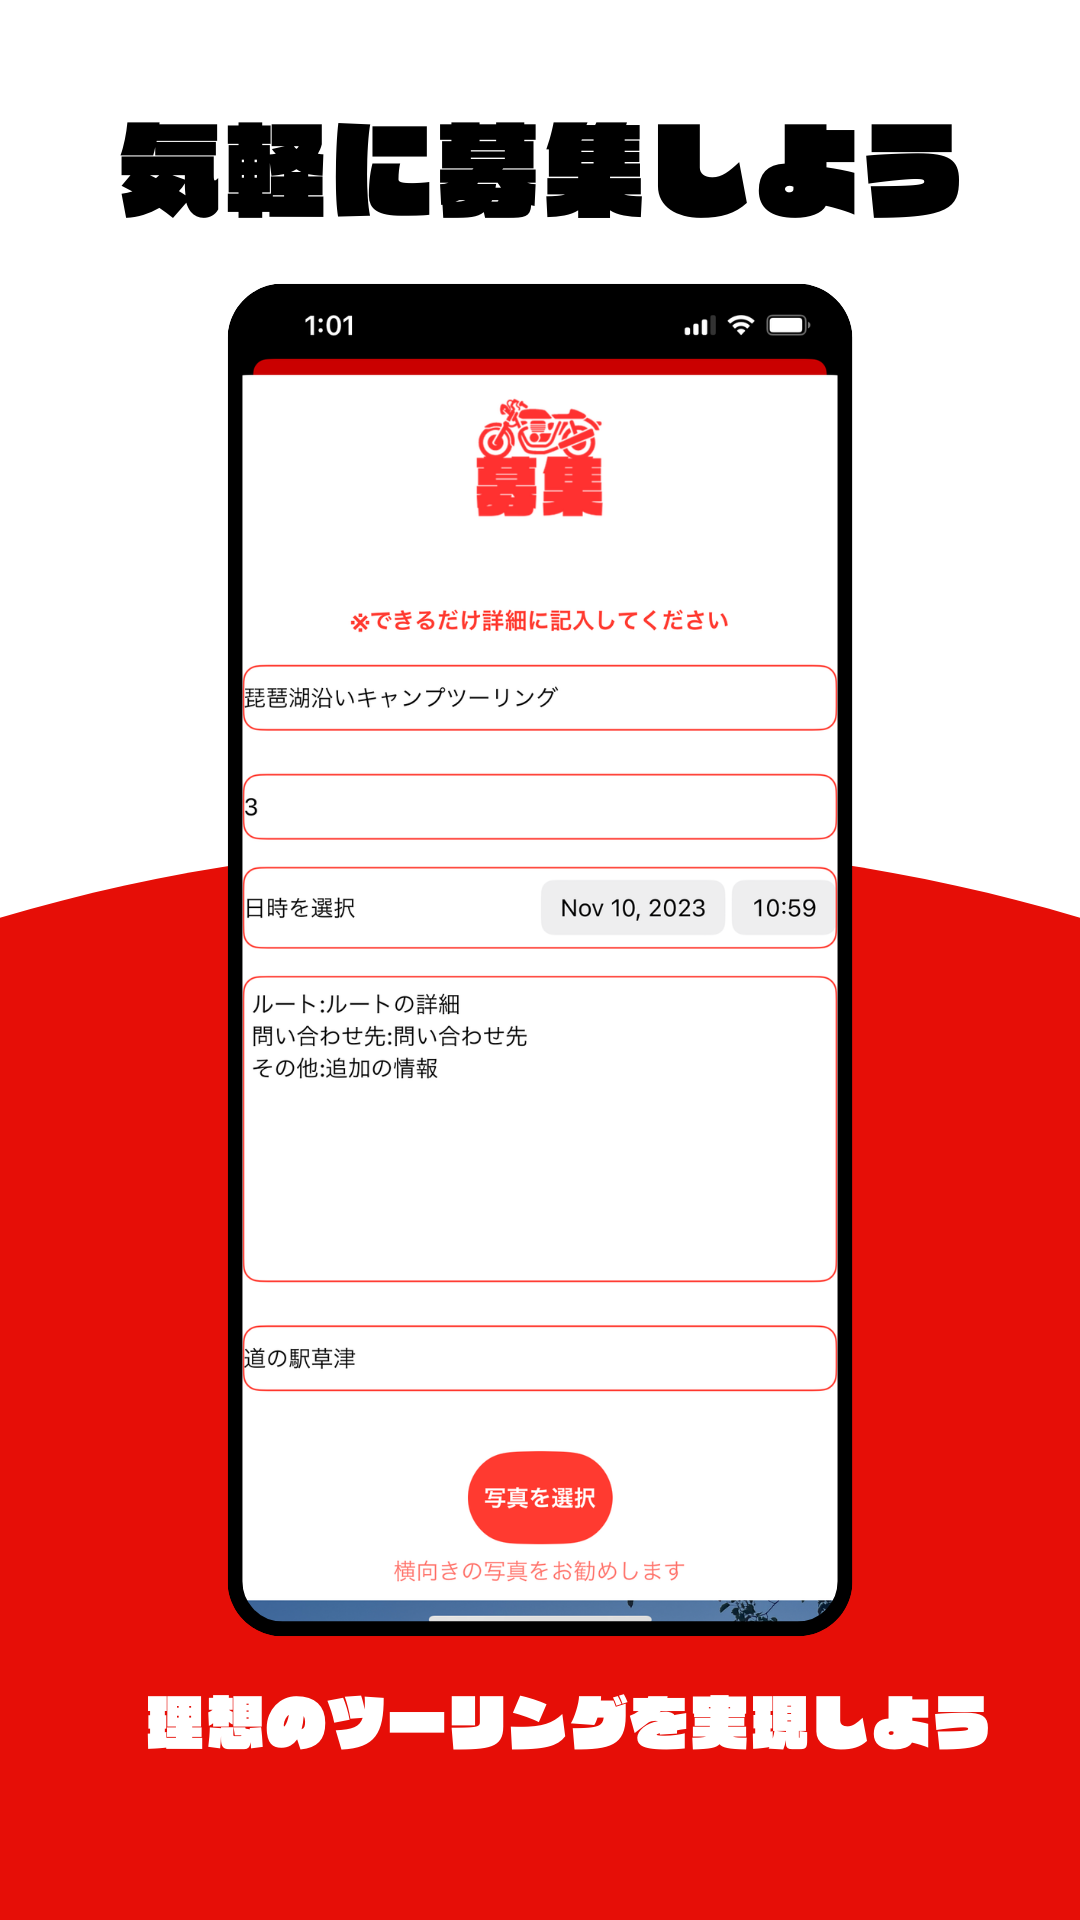 気軽に募集しよう
1:01
募集
※できるだけ詳細に記入してください
琵琶湖沿いキャンプツーリング
3
日時を選択 Nov 10, 2023 10:59
ルート:ルートの詳細
問い合わせ先:問い合わせ先
その他:追加の情報
道の駅草津
写真を選択
横向きの写真をお勧めします
理想のツーリングを実現しよう